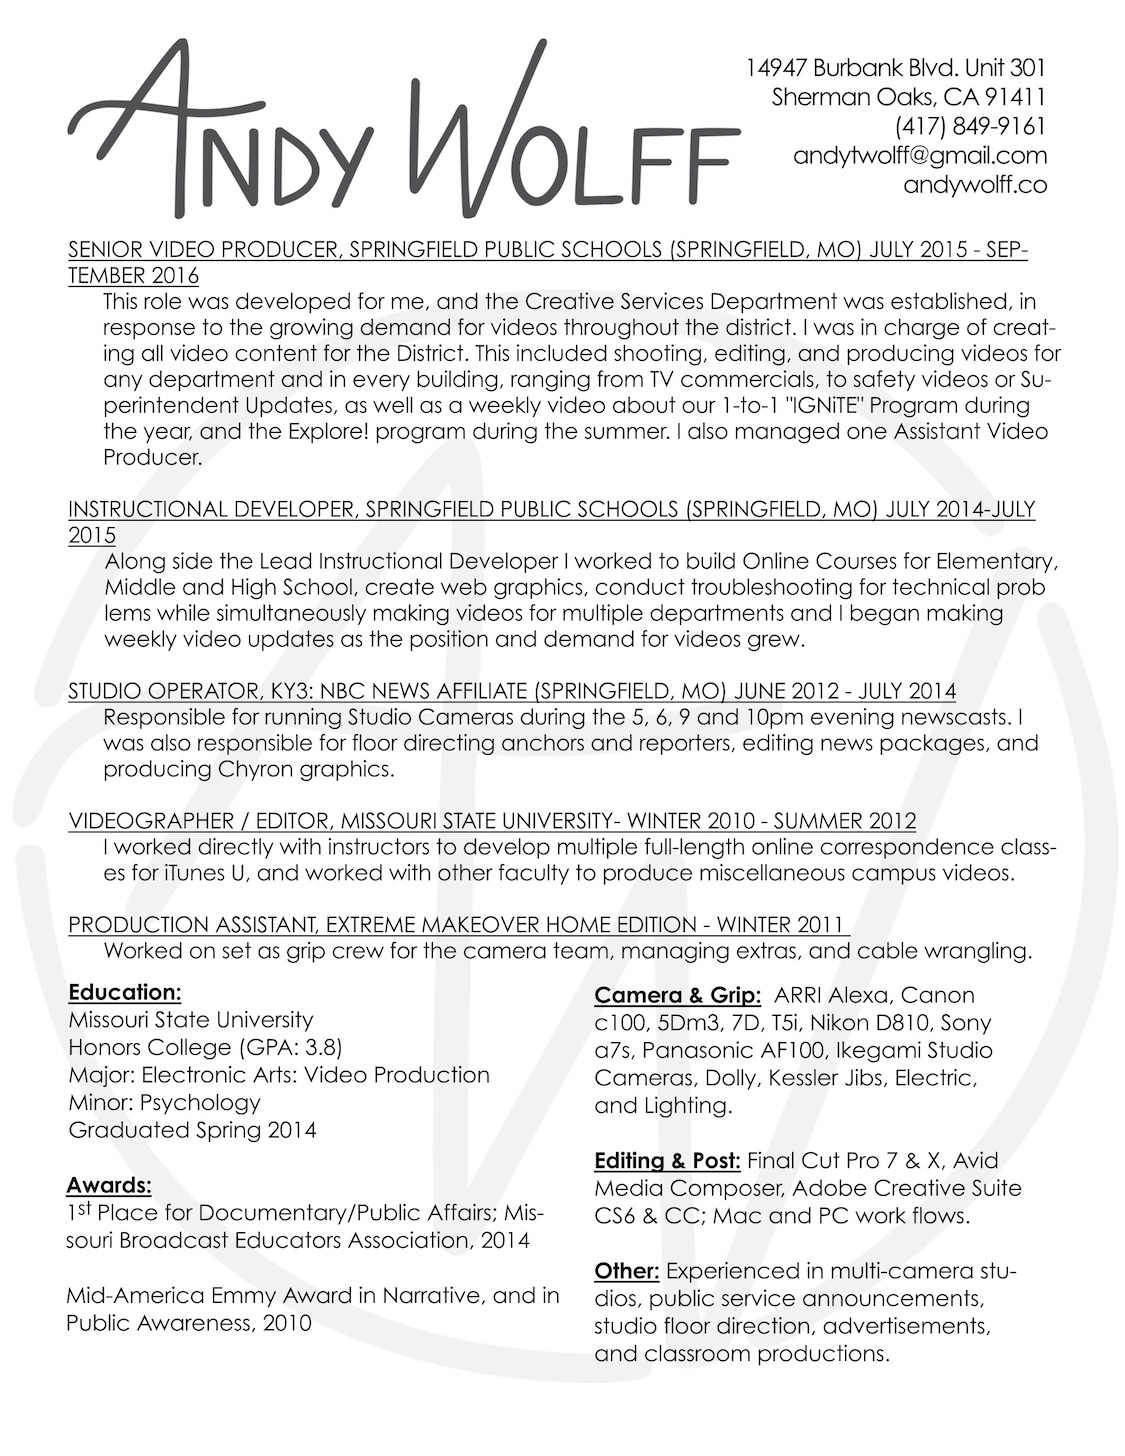 ANDY WOLFF
14947 Burbank Blvd. Unit 301
Sherman Oaks, CA 91411
(417) 849-9161
andytwolff@gmail.com
andywolff.co
SENIOR VIDEO PRODUCER, SPRINGFIELD PUBLIC SCHOOLS (SPRINGFIELD, MO) JULY 2015 - SEP-
TEMBER 2016
This role was developed for me, and the Creative Services Department was established, in
response to the growing demand for videos throughout the district. I was in charge of creat-
ing all video content for the District. This included shooting, editing, and producing videos for
any department and in every building, ranging from TV commercials, to safety videos or Su-
perintendent Updates, as well as a weekly video about our 1-to-1 "IGNiTE" Program during
the year, and the Explore! program during the summer. I also managed one Assistant Video
Producer.
INSTRUCTIONAL DEVELOPER, SPRINGFIELD PUBLIC SCHOOLS (SPRINGFIELD, MO) JULY 2014-JULY
2015
Along side the Lead Instructional Developer I worked to build Online Courses for Elementary,
Middle and High School, create web graphics, conduct troubleshooting for technical prob
lems while simultaneously making videos for multiple departments and I began making
weekly video updates as the position and demand for videos grew.
STUDIO OPERATOR, KY3: NBC NEWS AFFILIATE (SPRINGFIELD, MO) JUNE 2012 - JULY 2014
Responsible for running Studio Cameras during the 5, 6, 9 and 10pm evening newscasts. I
was also responsible for floor directing anchors and reporters, editing news packages, and
producing Chyron graphics.
VIDEOGRAPHER / EDITOR, MISSOURI STATE UNIVERSITY- WINTER 2010 - SUMMER 2012
I worked directly with instructors to develop multiple full-length online correspondence class-
es for iTunes U, and worked with other faculty to produce miscellaneous campus videos.
PRODUCTION ASSISTANT, EXTREME MAKEOVER HOME EDITION - WINTER 2011
Worked on set as grip crew for the camera team, managing extras, and cable wrangling.
Education:
Missouri State University
Honors College (GPA: 3.8)
Major: Electronic Arts: Video Production
Minor: Psychology
Graduated Spring 2014
Awards:
1st Place for Documentary/Public Affairs; Mis-
souri Broadcast Educators Association, 2014
Mid-America Emmy Award in Narrative, and in
Public Awareness, 2010
Camera & Grip: ARRI Alexa, Canon
c100, 5Dm3, 7D, T5i, Nikon D810, Sony
a7s, Panasonic AF100, Ikegami Studio
Cameras, Dolly, Kessler Jibs, Electric,
and Lighting.
Editing & Post: Final Cut Pro 7 & X, Avid
Media Composer, Adobe Creative Suite
CS6 & CC; Mac and PC work flows.
Other: Experienced in multi-camera stu-
dios, public service announcements,
studio floor direction, advertisements,
and classroom productions.